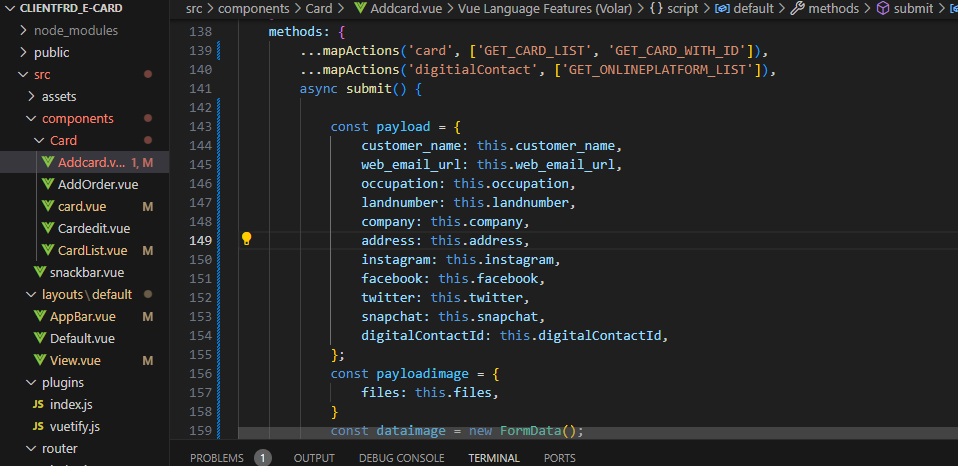 CLIENTFRD_E-CARD
node_modules
public
src
assets
components
Card
Addcard.v... 1, M
AddOrder.vue
card.vue M
Cardedit.vue
CardList.vue M
snackbar.vue
layouts\default
AppBar.vue M
Default.vue
View.vue M
plugins
JS index.js
JS vuetify.js
router
src > components > Card > Addcard.vue > Vue Language Features (Volar) > {} script > default > methods > submit >
138 methods: {
139 ...mapActions('card', ['GET_CARD_LIST', 'GET_CARD_WITH_ID']),
140 ...mapActions('digitialContact', ['GET_ONLINEPLATFORM_LIST']),
141 async submit() {
142
143 const payload = {
144 customer_name: this.customer_name,
145 web_email_url: this.web_email_url,
146 occupation: this.occupation,
147 landnumber: this.landnumber,
148 company: this.company,
149 address: this.address,
150 instagram: this.instagram,
151 facebook: this.facebook,
152 twitter: this.twitter,
153 snapchat: this.snapchat,
154 digitalContactId: this.digitalContactId,
155 };
156 const payloadimage = {
157 files: this.files,
158 }
159 const dataimage = new FormData();
PROBLEMS 1 OUTPUT DEBUG CONSOLE TERMINAL PORTS